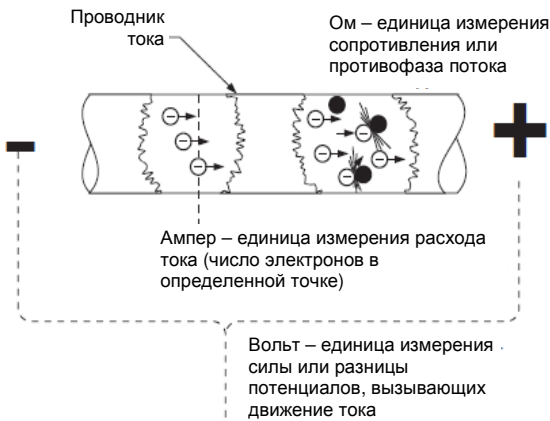 Проводник
тока
Ом – единица измерения
сопротивления или
противофаза потока
Ампер – единица измерения расхода
тока (число электронов в
определенной точке)
Вольт – единица измерения
силы или разницы
потенциалов, вызывающих
движение тока